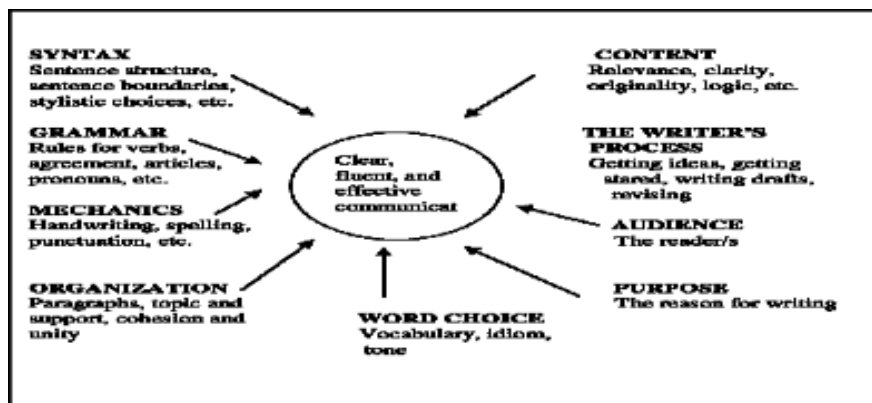 SYNTAX
Sentence structure,
sentence boundaries,
stylistic choices, etc.
GRAMMAR
Rules for verbs,
agreement, articles,
pronouns, etc.
MECHANICS
Handwriting, spelling,
punctuation, etc.
ORGANIZATION
Paragraphs, topic and
support, cohesion and
unity
Clear,
fluent, and
effective
communicat
WORD CHOICE
Vocabulary, idiom,
tone
CONTENT
Relevance, clarity,
originality, logic, etc.
THE WRITER'S
PROCESS
Getting ideas, getting
stared, writing drafts,
revising
AUDIENCE
The reader/s
PURPOSE
The reason for writing